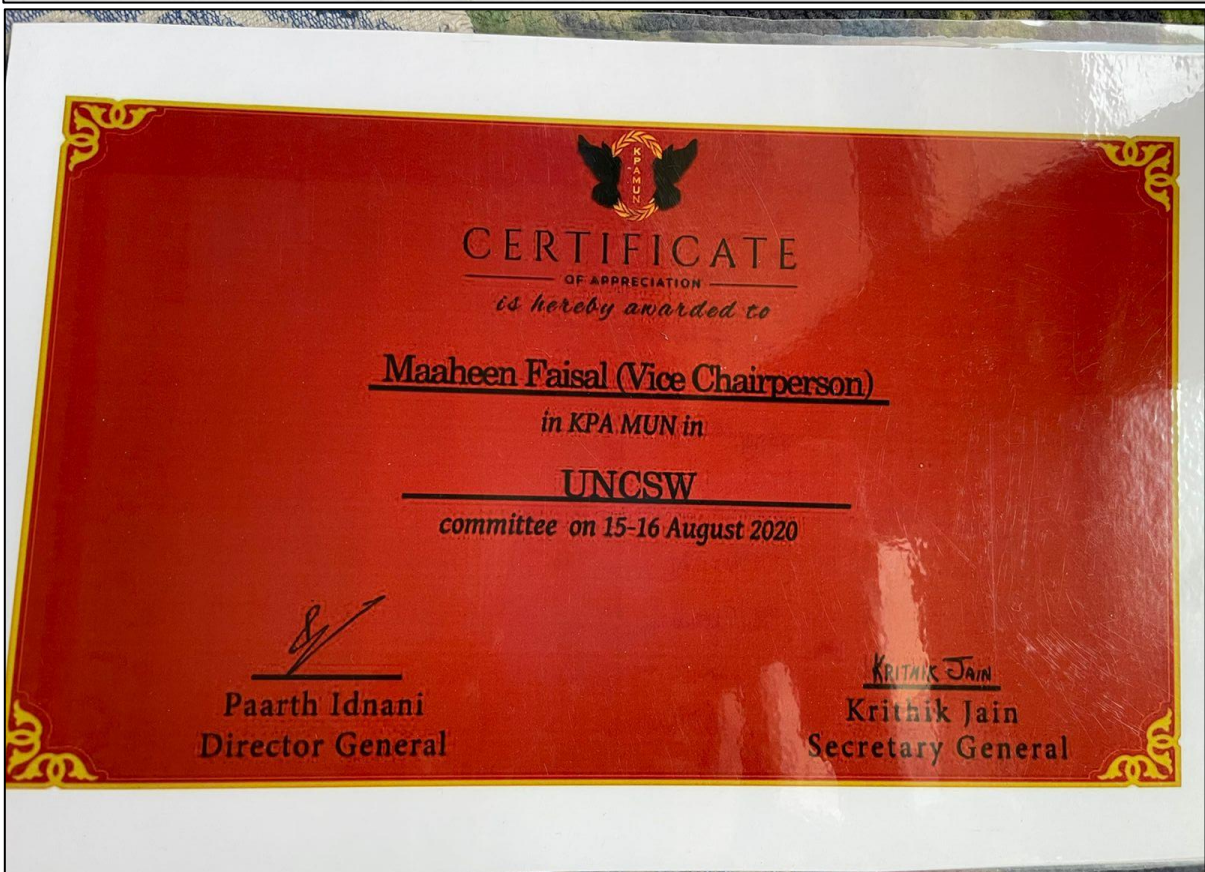 KPAMUN
CERTIFICATE
OF APPRECIATION
is hereby awarded to
Maaheen Faisal (Vice Chairperson)
in KPA MUN in
UNCSW
committee on 15-16 August 2020
KRITHIK JAIN
Paarth Idnani
Krithik Jain
Director General
Secretary General